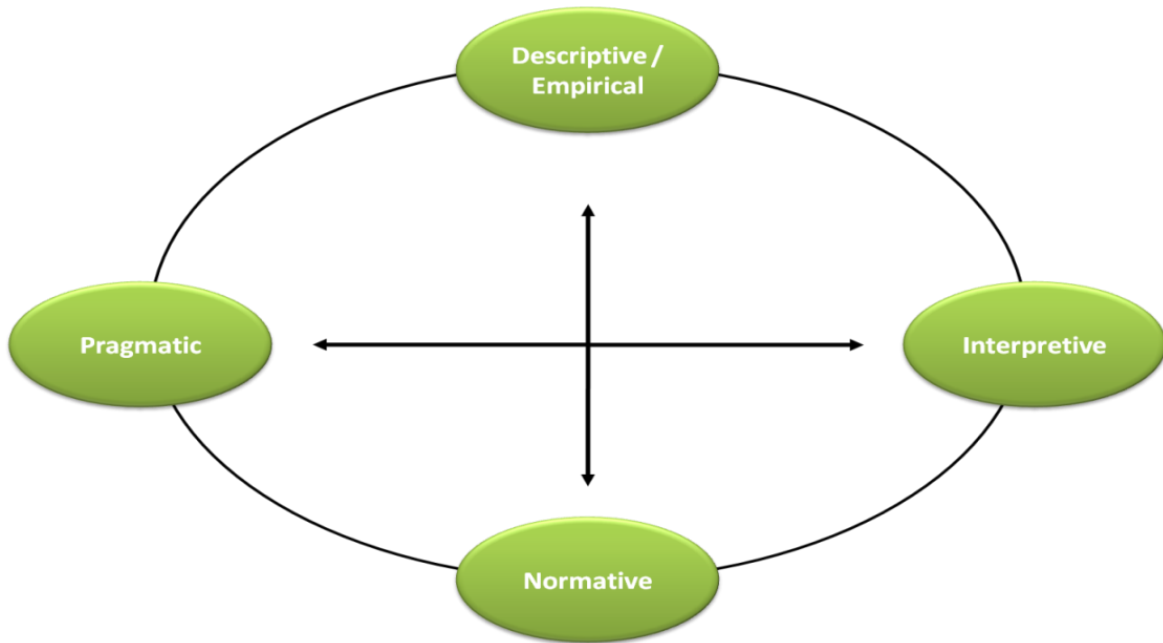 Descriptive /
Empirical
Pragmatic
Interpretive
Normative